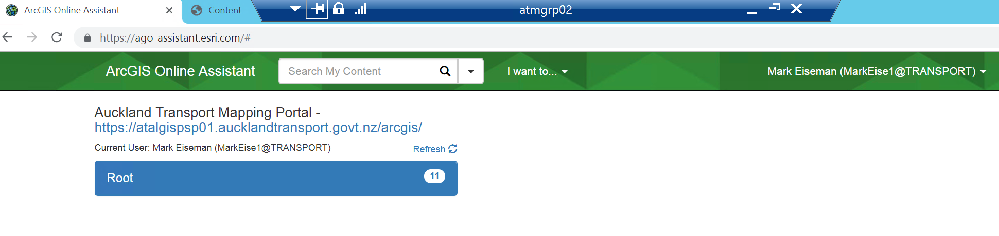 ArcGIS Online Assistant
Content
atmgrp02
https://ago-assistant.esri.com/#
ArcGIS Online Assistant
Search My Content
I want to...
Mark Eiseman (MarkEise1@TRANSPORT)
Auckland Transport Mapping Portal -
https://atalgispsp01.aucklandtransport.govt.nz/arcgis/
Current User: Mark Eiseman (MarkEise1@TRANSPORT)
Refresh
Root
11